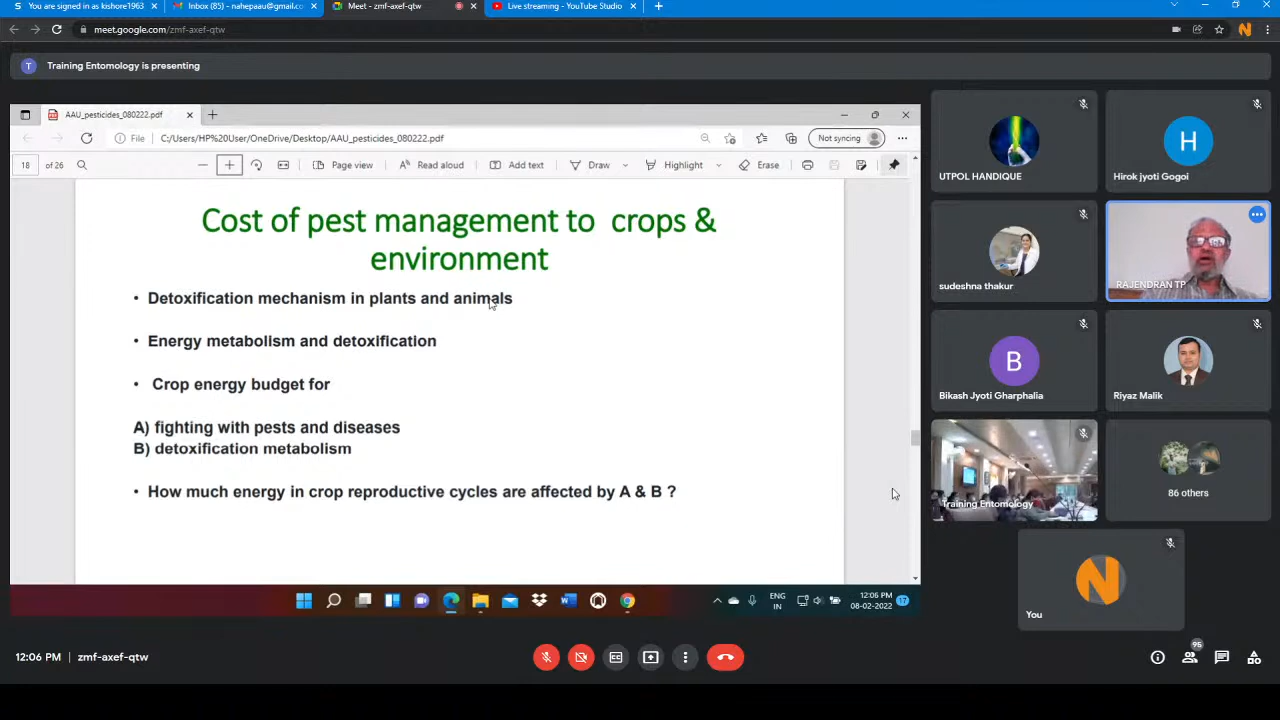 You are signed in as kishore1963
Inbox (85) - nahepaau@gmail.co
Meet - zmf-axef-qtw
Live streaming - YouTube Studio
meet.google.com/zmf-axef-qtw
T
Training Entomology is presenting
AAU_pesticides_080222.pdf
File
C:/Users/HP%20User/OneDrive/Desktop/AAU_pesticides_080222.pdf
Not syncing
18 of 26
Page view
Read aloud
Add text
Draw
Highlight
Erase
Cost of pest management to crops &
environment
• Detoxification mechanism in plants and animals
• Energy metabolism and detoxification
• Crop energy budget for
A) fighting with pests and diseases
B) detoxification metabolism
• How much energy in crop reproductive cycles are affected by A & B ?
ENG
IN
12:06 PM
08-02-2022
17
UTPOL HANDIQUE
H
Hirok jyoti Gogoi
sudeshna thakur
RAJENDRAN TP
B
Bikash Jyoti Gharphalia
Riyaz Malik
Training Entomology
86 others
N
You
12:06 PM | zmf-axef-qtw
95